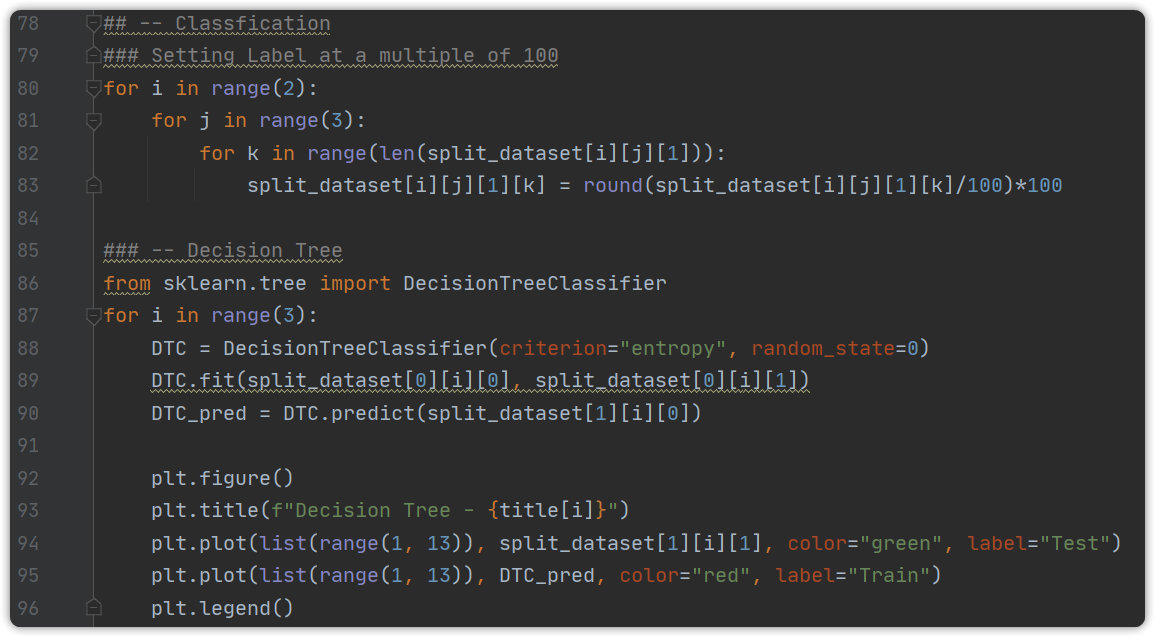 78 ## -- Classfication
79 ### Setting Label at a multiple of 100
80 for i in range(2):
81     for j in range(3):
82         for k in range(len(split_dataset[i][j][1])):
83             split_dataset[i][j][1][k] = round(split_dataset[i][j][1][k]/100)*100
84
85 ### -- Decision Tree
86 from sklearn.tree import DecisionTreeClassifier
87 for i in range(3):
88     DTC = DecisionTreeClassifier(criterion="entropy", random_state=0)
89     DTC.fit(split_dataset[0][i][0], split_dataset[0][i][1])
90     DTC_pred = DTC.predict(split_dataset[1][i][0])
91
92     plt.figure()
93     plt.title(f"Decision Tree - {title[i]}")
94     plt.plot(list(range(1, 13)), split_dataset[1][i][1], color="green", label="Test")
95     plt.plot(list(range(1, 13)), DTC_pred, color="red", label="Train")
96     plt.legend()